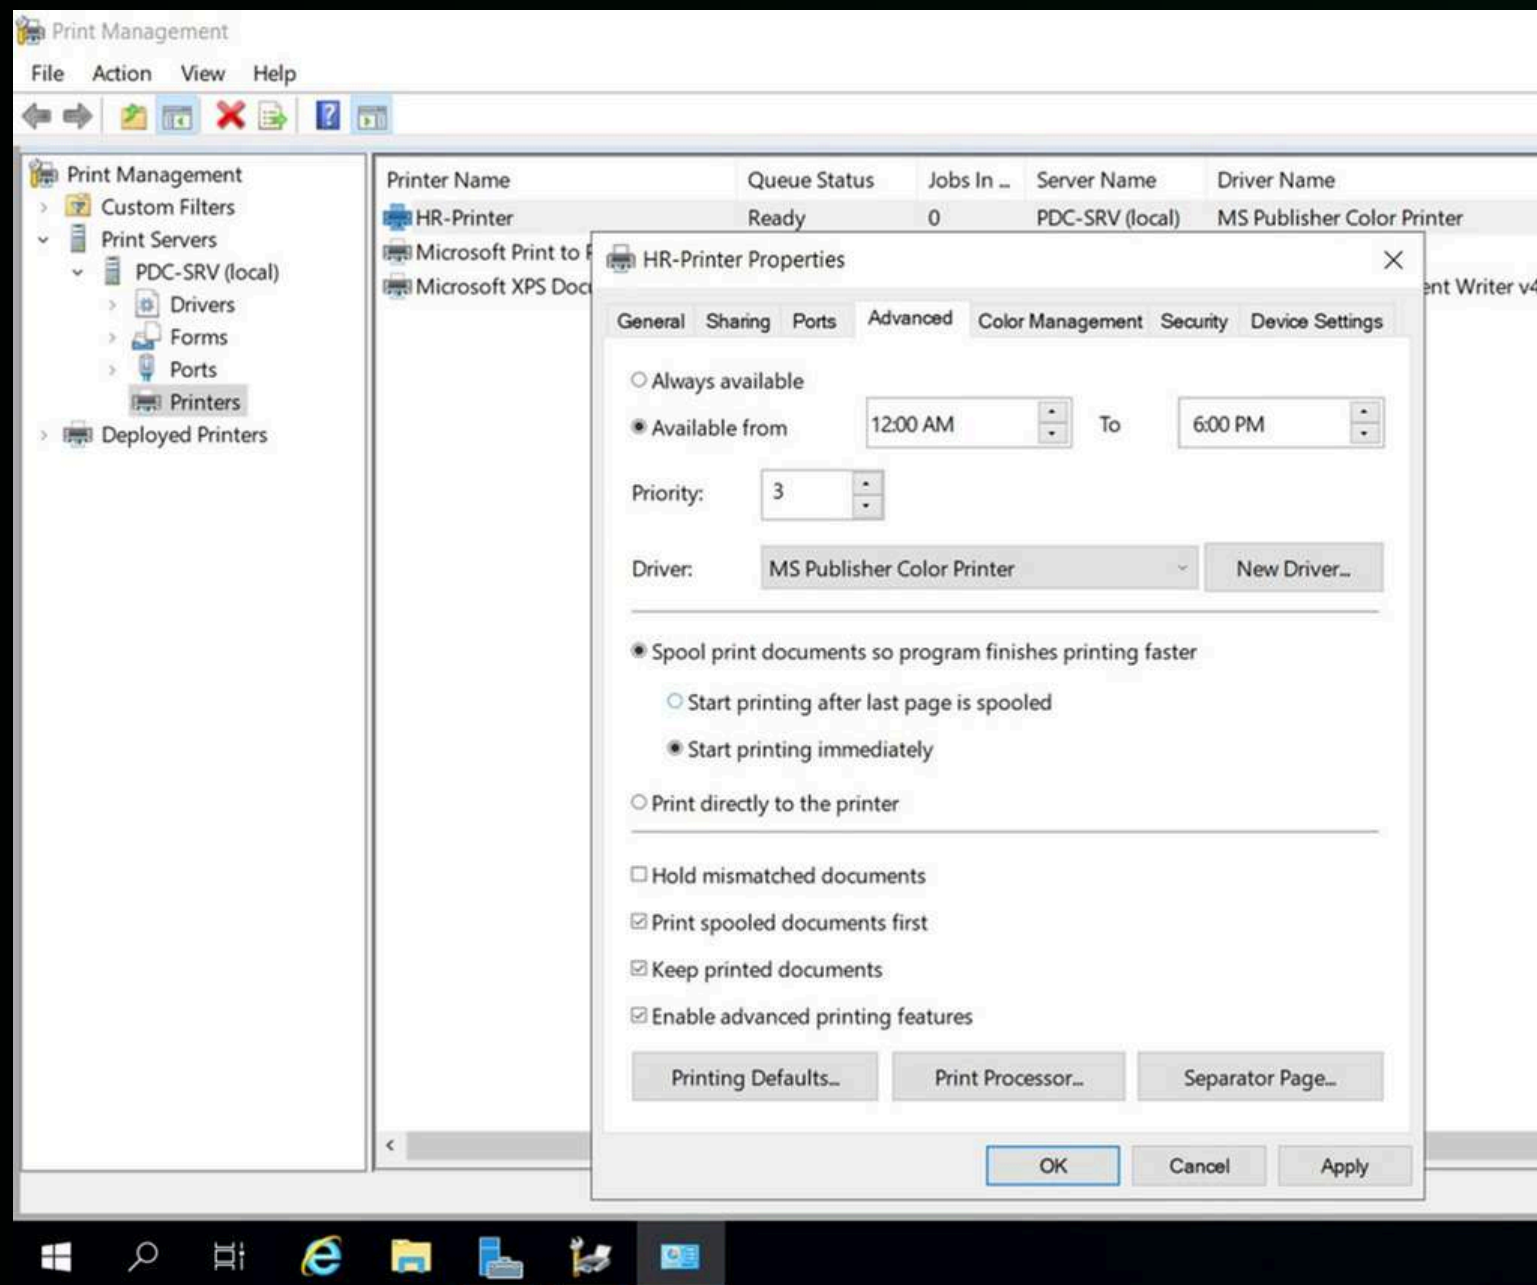 Print Management
File Action View Help
Print Management
Custom Filters
Print Servers
PDC-SRV (local)
Drivers
Forms
Ports
Printers
Deployed Printers
Printer Name Queue Status Jobs In ... Server Name Driver Name
HR-Printer Ready 0 PDC-SRV (local) MS Publisher Color Printer
Microsoft Print to
Microsoft XPS Docu ent Writer v4
HR-Printer Properties
General Sharing Ports Advanced Color Management Security Device Settings
Always available
Available from 12:00 AM To 6:00 PM
Priority: 3
Driver: MS Publisher Color Printer New Driver...
Spool print documents so program finishes printing faster
Start printing after last page is spooled
Start printing immediately
Print directly to the printer
Hold mismatched documents
Print spooled documents first
Keep printed documents
Enable advanced printing features
Printing Defaults... Print Processor... Separator Page...
OK Cancel Apply